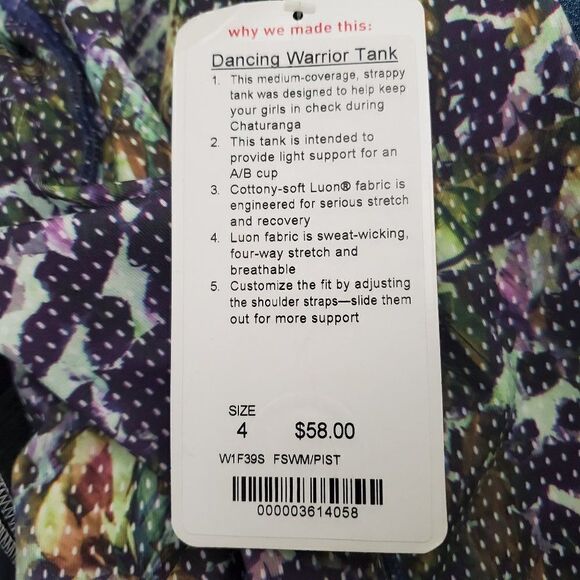 why we made this:
Dancing Warrior Tank
1. This medium-coverage, strappy
tank was designed to help keep
your girls in check during
Chaturanga
2. This tank is intended to
provide light support for an
A/B cup
3. Cottony-soft Luon® fabric is
engineered for serious stretch
and recovery
4. Luon fabric is sweat-wicking,
four-way stretch and
breathable
5. Customize the fit by adjusting
the shoulder straps—slide them
out for more support
SIZE
4 $58.00
W1F39S FSWM/PIST
000003614058